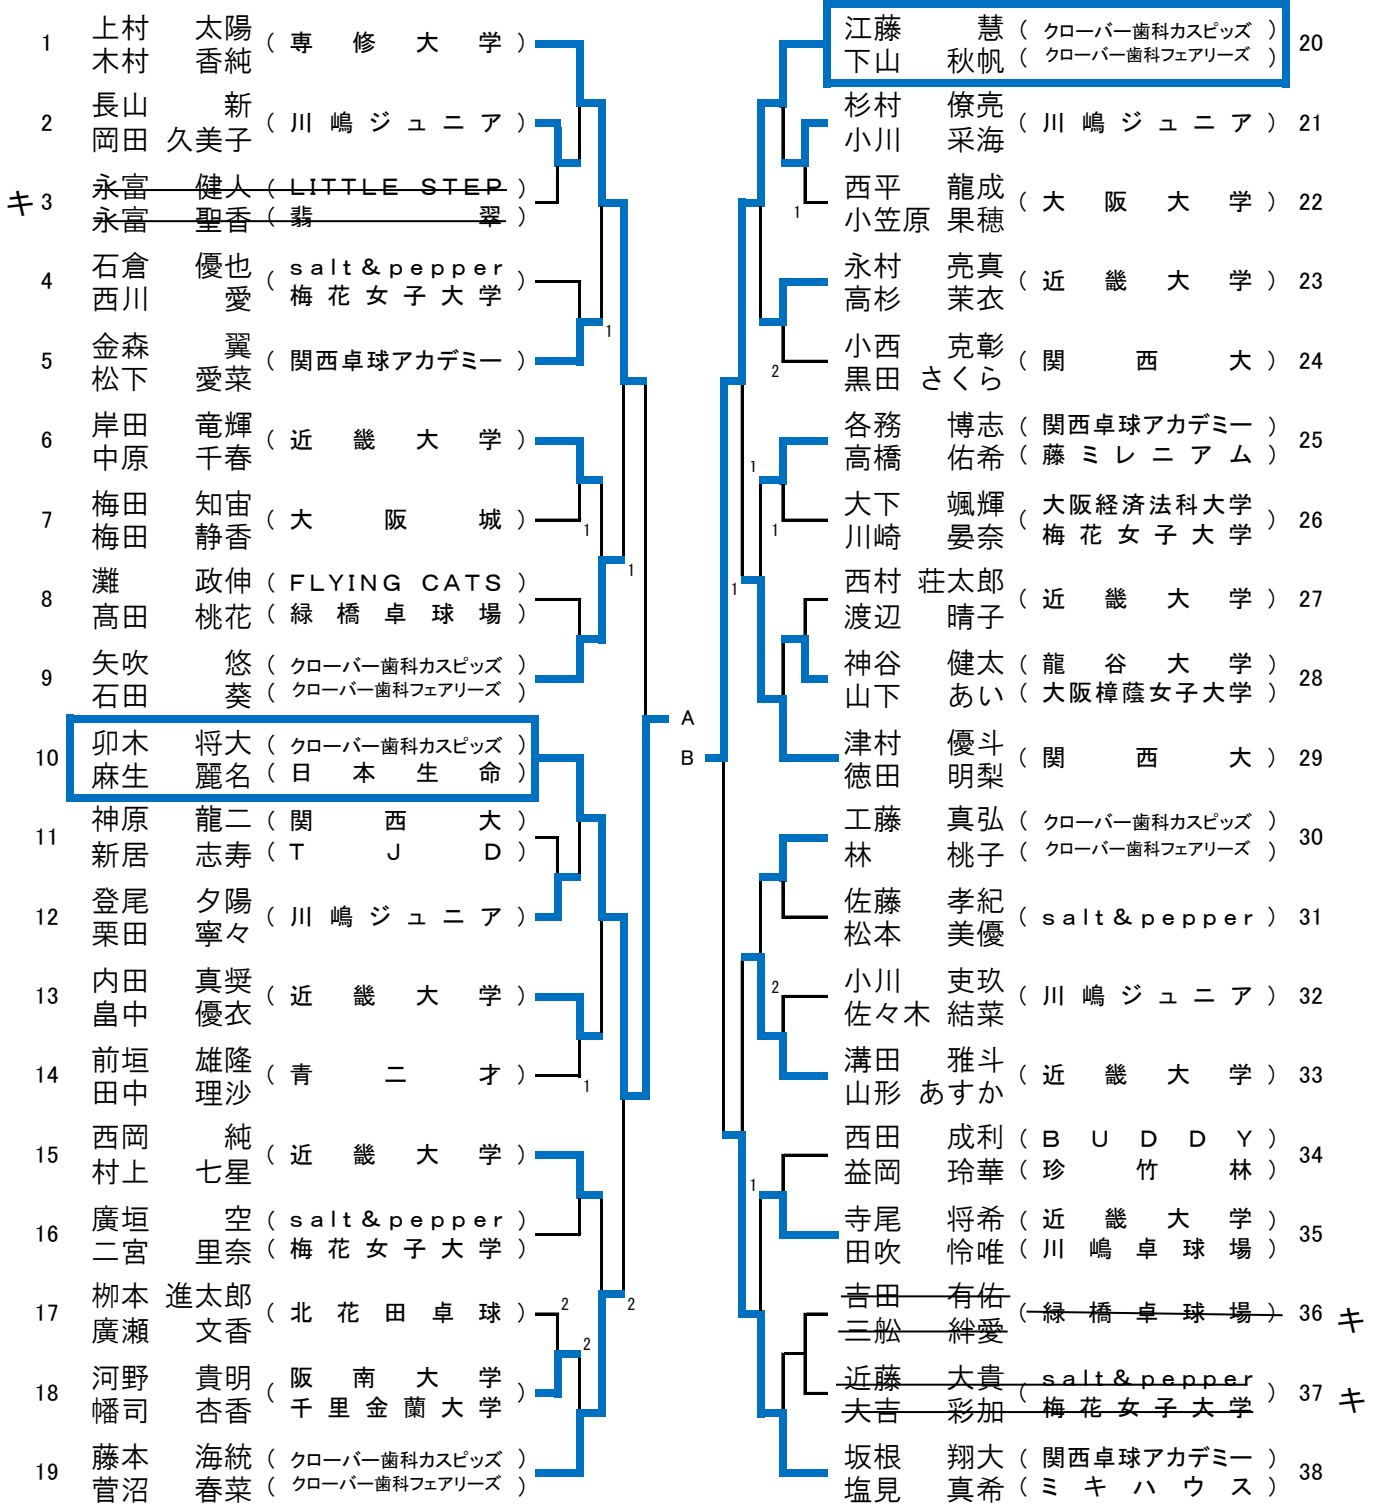 1 上村 太陽 ( 専修大学 )
木村 香純
2 長山 新 ( 川嶋ジュニア )
岡田 久美子
キ 3 永富 健人 ( LITTLE STEP )
永富 聖香 ( 翡翠 )
4 石倉 優也 ( salt&pepper
西川 愛 梅花女子大学 )
5 金森 翼 ( 関西卓球アカデミー )
松下 愛菜
1
6 岸田 竜輝 ( 近畿大学 )
中原 千春
7 梅田 知宙 ( 大阪城 )
梅田 静香
1
8 灘 政伸 ( FLYING CATS )
髙田 桃花 ( 緑橋卓球場 )
1
9 矢吹 悠 ( クローバー歯科カスピッズ )
石田 葵 ( クローバー歯科フェアリーズ )
A
10 卯木 将大 ( クローバー歯科カスピッズ )
麻生 麗名 ( 日本生命 )
11 神原 龍二 ( 関西大 )
新居 志寿 ( TJD )
12 登尾 夕陽 ( 川嶋ジュニア )
栗田 寧々
13 内田 真奨 ( 近畿大学 )
畠中 優衣
14 前垣 雄隆 ( 青二才 )
田中 理沙
1
15 西岡 純 ( 近畿大学 )
村上 七星
16 廣垣 空 ( salt&pepper )
二宮 里奈 ( 梅花女子大学 )
17 栁本 進太郎 ( 北花田卓球 )
廣瀬 文香
2
2
2
18 河野 貴明 ( 阪南大学
幡司 杏香 千里金蘭大学 )
19 藤本 海統 ( クローバー歯科カスピッズ )
菅沼 春菜 ( クローバー歯科フェアリーズ )
江藤 慧 ( クローバー歯科カスピッズ ) 20
下山 秋帆 ( クローバー歯科フェアリーズ )
杉村 僚亮 ( 川嶋ジュニア ) 21
小川 采海
西平 龍成 ( 大阪大学 ) 22
小笠原 果穂
1
永村 亮真 ( 近畿大学 ) 23
高杉 茉衣
小西 克彰 ( 関西大 ) 24
黒田 さくら
2
各務 博志 ( 関西卓球アカデミー ) 25
高橋 佑希 ( 藤ミレニアム )
1
大下 颯輝 ( 大阪経済法科大学 26
川崎 晏奈 梅花女子大学 )
1
西村 荘太郎 ( 近畿大学 ) 27
渡辺 晴子
1
神谷 健太 ( 龍谷大学 ) 28
山下 あい ( 大阪樟蔭女子大学 )
B
津村 優斗 ( 関西大 ) 29
徳田 明梨
工藤 真弘 ( クローバー歯科カスピッズ ) 30
林 桃子 ( クローバー歯科フェアリーズ )
佐藤 孝紀 ( salt&pepper ) 31
松本 美優
小川 吏玖 ( 川嶋ジュニア ) 32
佐々木 結菜
2
溝田 雅斗 ( 近畿大学 ) 33
山形 あすか
西田 成利 ( BUDDY ) 34
益岡 玲華 ( 珍竹林 )
1
寺尾 将希 ( 近畿大学 ) 35
田吹 怜唯 ( 川嶋卓球場 )
吉田 有佑 ( 緑橋卓球場 ) 36 キ
三舩 絆愛
近藤 大貴 ( salt&pepper 37 キ
大吉 彩加 梅花女子大学 )
坂根 翔大 ( 関西卓球アカデミー ) 38
塩見 真希 ( ミキハウス )